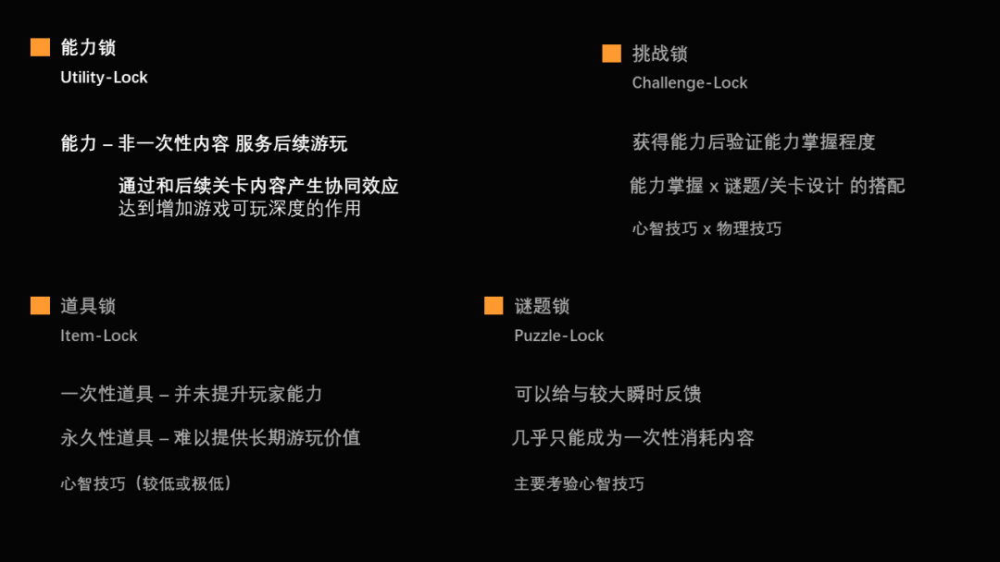 能力锁
Utility-Lock
能力 – 非一次性内容 服务后续游玩
通过和后续关卡内容产生协同效应
达到增加游戏可玩深度的作用
挑战锁
Challenge-Lock
获得能力后验证能力掌握程度
能力掌握 x 谜题/关卡设计 的搭配
心智技巧 x 物理技巧
道具锁
Item-Lock
一次性道具 – 并未提升玩家能力
永久性道具 – 难以提供长期游玩价值
心智技巧（较低或极低）
谜题锁
Puzzle-Lock
可以给与较大瞬时反馈
几乎只能成为一次性消耗内容
主要考验心智技巧